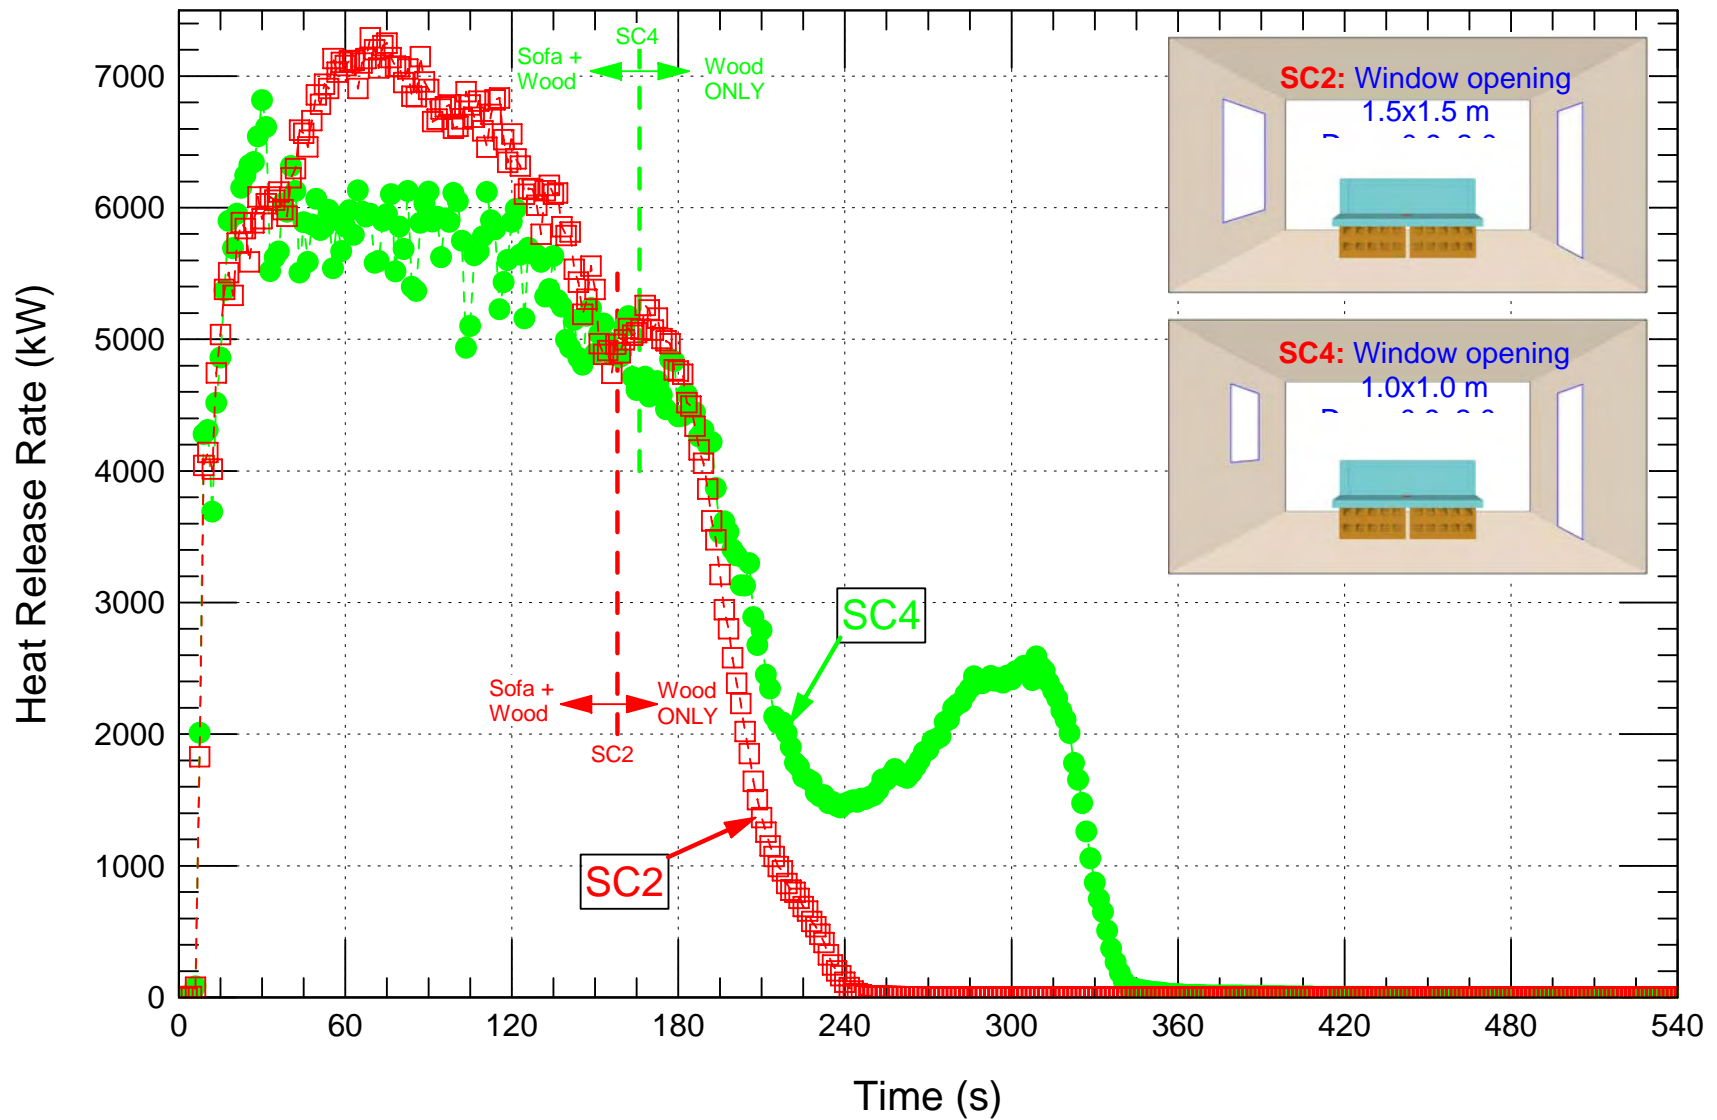 Heat Release Rate (kW)
7000
6000
5000
4000
3000
2000
1000
0
0
60
120
180
240
300
360
420
480
540
Time (s)
SC4
Sofa +
Wood
Wood
ONLY
Sofa +
Wood
Wood
ONLY
SC2
SC4
SC2
SC2: Window opening
1.5x1.5 m
SC4: Window opening
1.0x1.0 m